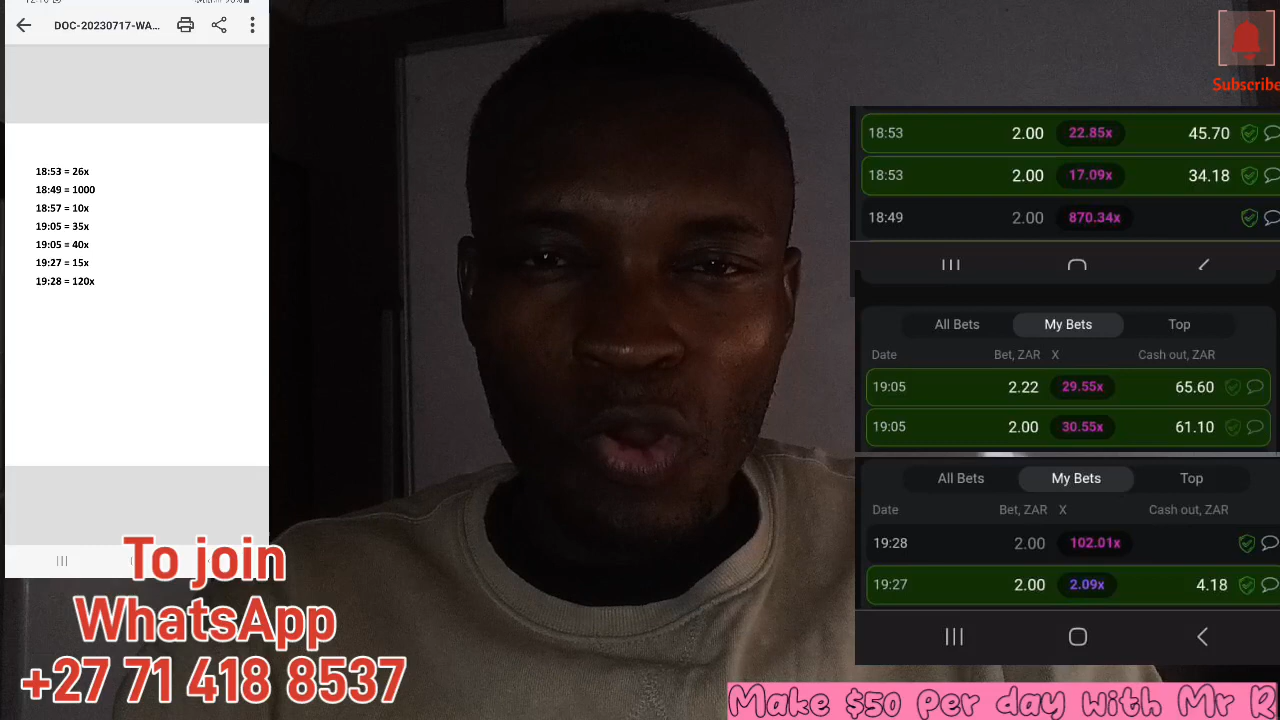 DOC-20230717-WA...
18:53 = 26x
18:49 = 1000
18:57 = 10x
19:05 = 35x
19:05 = 40x
19:27 = 15x
19:28 = 120x
To join
WhatsApp
+27 71 418 8537
Subscribe
18:53 2.00 22.85x 45.70
18:53 2.00 17.09x 34.18
18:49 2.00 870.34x
All Bets My Bets Top
Date Bet, ZAR X Cash out, ZAR
19:05 2.22 29.55x 65.60
19:05 2.00 30.55x 61.10
All Bets My Bets Top
Date Bet, ZAR X Cash out, ZAR
19:28 2.00 102.01x
19:27 2.00 2.09x 4.18
Make $50 per day with Mr R